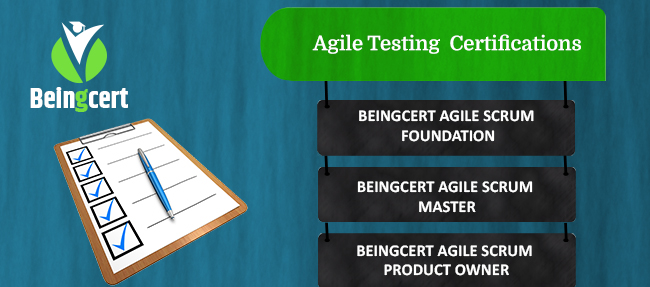 Beingcert
Agile Testing Certifications
BEINGCERT AGILE SCRUM
FOUNDATION
BEINGCERT AGILE SCRUM
MASTER
BEINGCERT AGILE SCRUM
PRODUCT OWNER